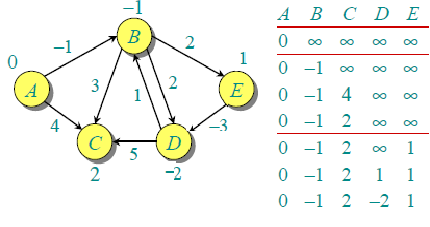 −1
B
−1
2
0
1
A
3
1
2
E
4
−3
C
D
5
2
−2
A B C D E
0 ∞ ∞ ∞ ∞
0 −1 ∞ ∞ ∞
0 −1 4 ∞ ∞
0 −1 2 ∞ ∞
0 −1 2 ∞ 1
0 −1 2 1 1
0 −1 2 −2 1